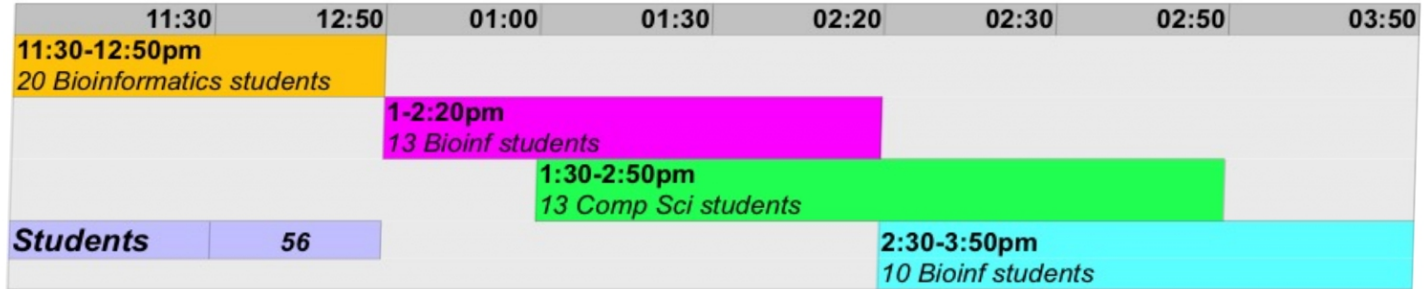 11:30 12:50 01:00 01:30 02:20 02:30 02:50 03:50
11:30-12:50pm
20 Bioinformatics students
1-2:20pm
13 Bioinf students
1:30-2:50pm
13 Comp Sci students
Students 56
2:30-3:50pm
10 Bioinf students